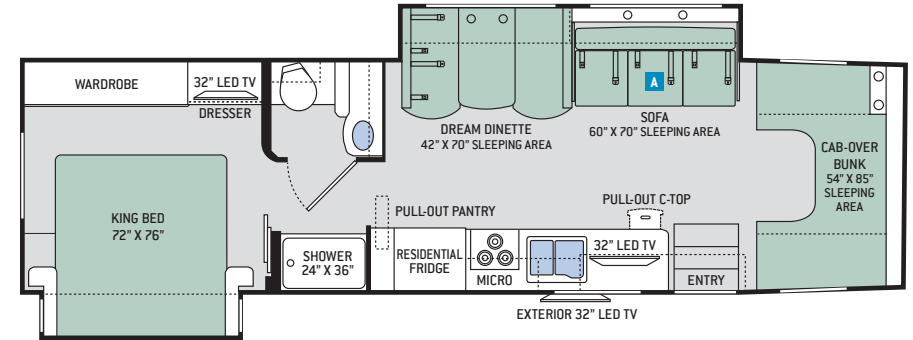 WARDROBE
32" LED TV
DRESSER
DREAM DINETTE
42" X 70" SLEEPING AREA
A
SOFA
60" X 70" SLEEPING AREA
CAB-OVER
BUNK
54" X 85"
SLEEPING
AREA
KING BED
72" X 76"
PULL-OUT PANTRY
PULL-OUT C-TOP
SHOWER
24" X 36"
RESIDENTIAL
FRIDGE
MICRO
32" LED TV
ENTRY
EXTERIOR 32" LED TV